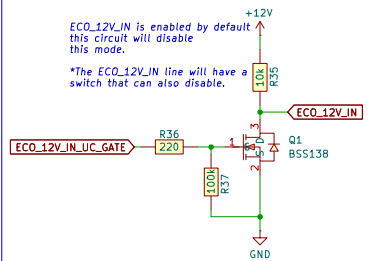 +12V
ECO_12V_IN is enabled by default
this circuit will disable
this mode.
*The ECO_12V_IN line will have a
switch that can also disable.
10k
R35
ECO_12V_IN
3
D
Q1
R36
1
G
ECO_12V_IN_UC_GATE
220
S
BSS138
2
100k
R37
GND